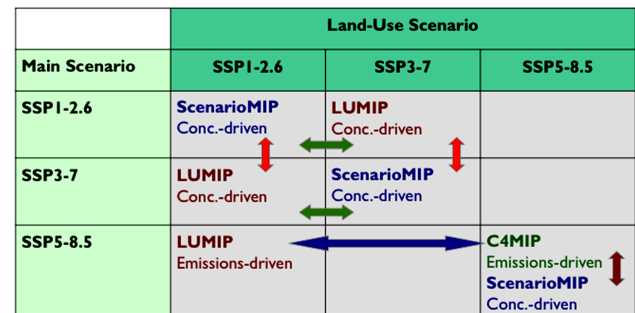 Land-Use Scenario
Main Scenario SSP1-2.6 SSP3-7 SSP5-8.5
SSP1-2.6 ScenarioMIP LUMIP
Conc.-driven Conc.-driven
SSP3-7 LUMIP ScenarioMIP
Conc.-driven Conc.-driven
SSP5-8.5 LUMIP C4MIP
Emissions-driven Emissions-driven
ScenarioMIP
Conc.-driven